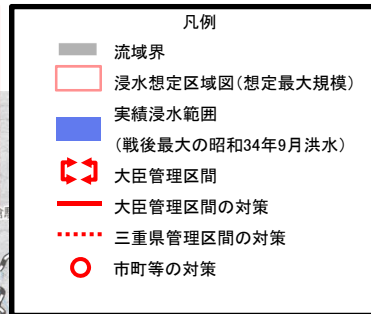 凡例
流域界
浸水想定区域図(想定最大規模)
実績浸水範囲
(戦後最大の昭和34年9月洪水)
大臣管理区間
大臣管理区間の対策
三重県管理区間の対策
市町等の対策